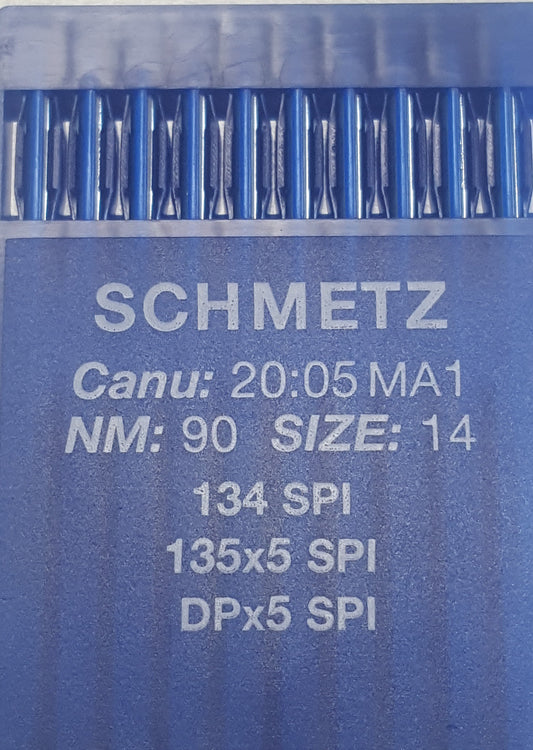 SCHMETZ
Canu: 20:05 MA1
NM: 90 SIZE: 14
134 SPI
135x5 SPI
DPx5 SPI